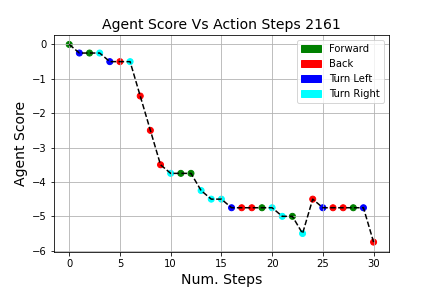 Agent Score Vs Action Steps 2161
Forward
Back
Turn Left
Turn Right
Agent Score
0
−1
−2
−3
−4
−5
−6
0 5 10 15 20 25 30
Num. Steps